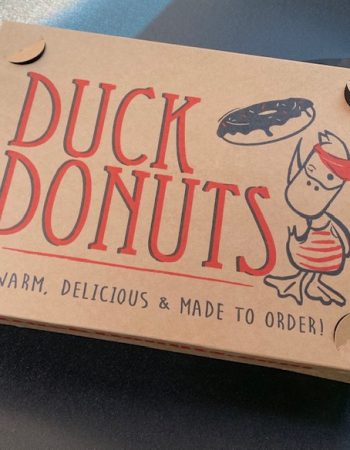 DUCK
DONUTS
WARM, DELICIOUS & MADE TO ORDER!